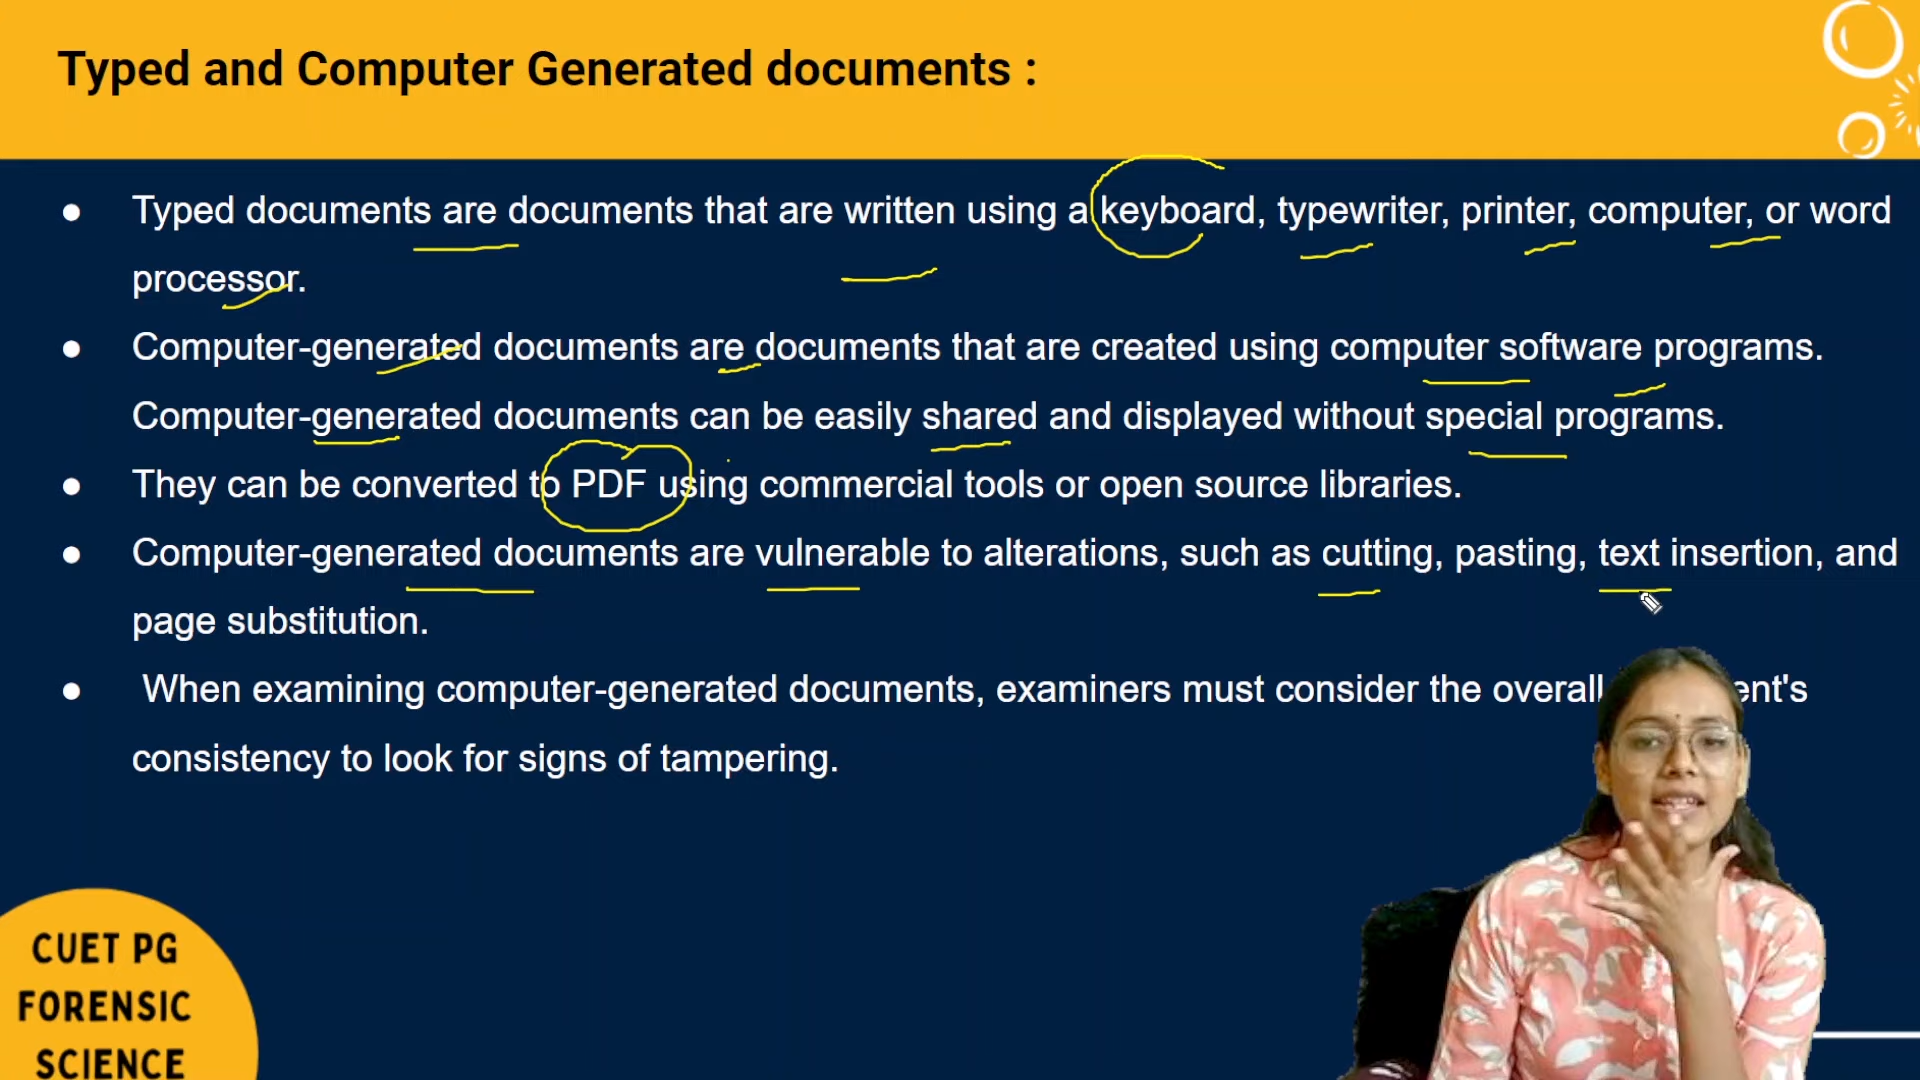 Typed and Computer Generated documents :
● Typed documents are documents that are written using a keyboard, typewriter, printer, computer, or word
processor.
● Computer-generated documents are documents that are created using computer software programs.
Computer-generated documents can be easily shared and displayed without special programs.
● They can be converted to PDF using commercial tools or open source libraries.
● Computer-generated documents are vulnerable to alterations, such as cutting, pasting, text insertion, and
page substitution.
● When examining computer-generated documents, examiners must consider the overall ent's
consistency to look for signs of tampering.
CUET PG
FORENSIC
SCIENCE